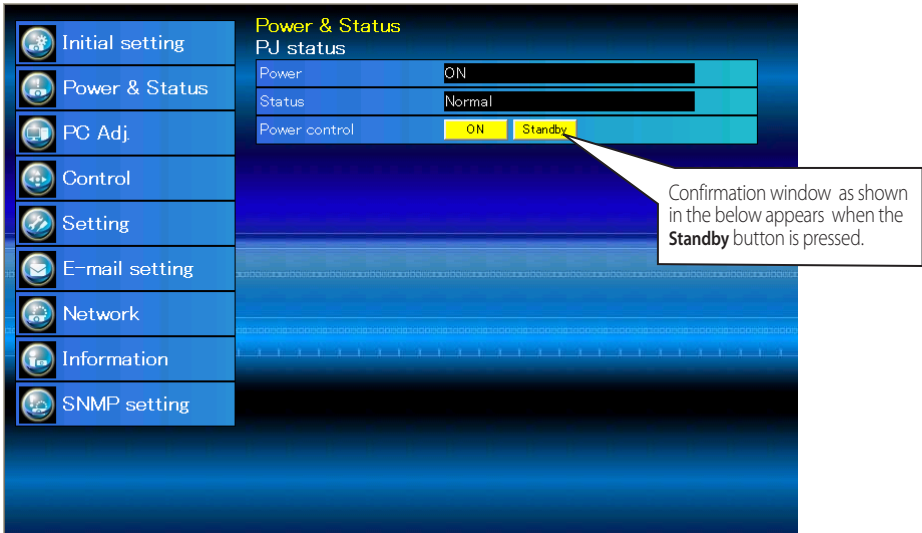 Initial setting
Power & Status
PC Adj.
Control
Setting
E-mail setting
Network
Information
SNMP setting
Power & Status
PJ status
Power ON
Status Normal
Power control ON Standby
Confirmation window as shown
in the below appears when the
Standby button is pressed.